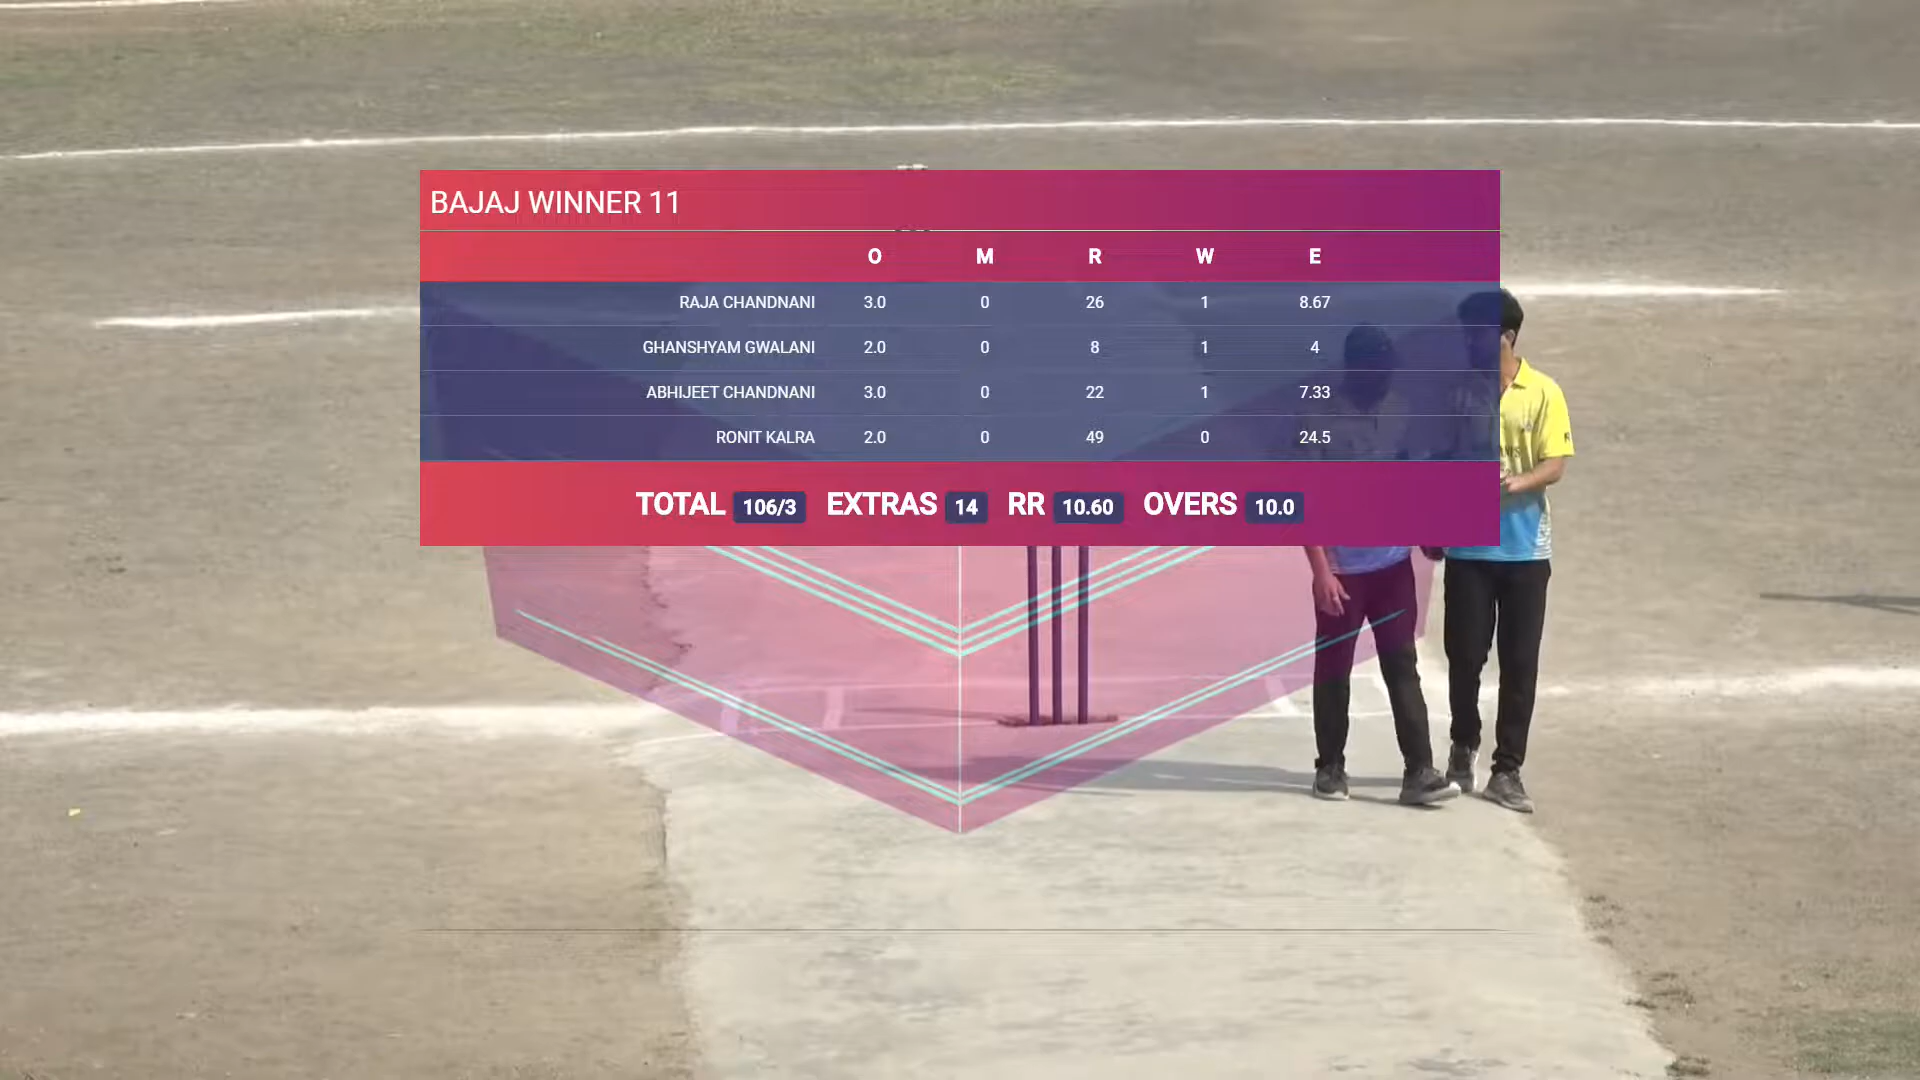 BAJAJ WINNER 11
O M R W E
RAJA CHANDNANI 3.0 0 26 1 8.67
GHANSHYAM GWALANI 2.0 0 8 1 4
ABHIJEET CHANDNANI 3.0 0 22 1 7.33
RONIT KALRA 2.0 0 49 0 24.5
TOTAL 106/3 EXTRAS 14 RR 10.60 OVERS 10.0